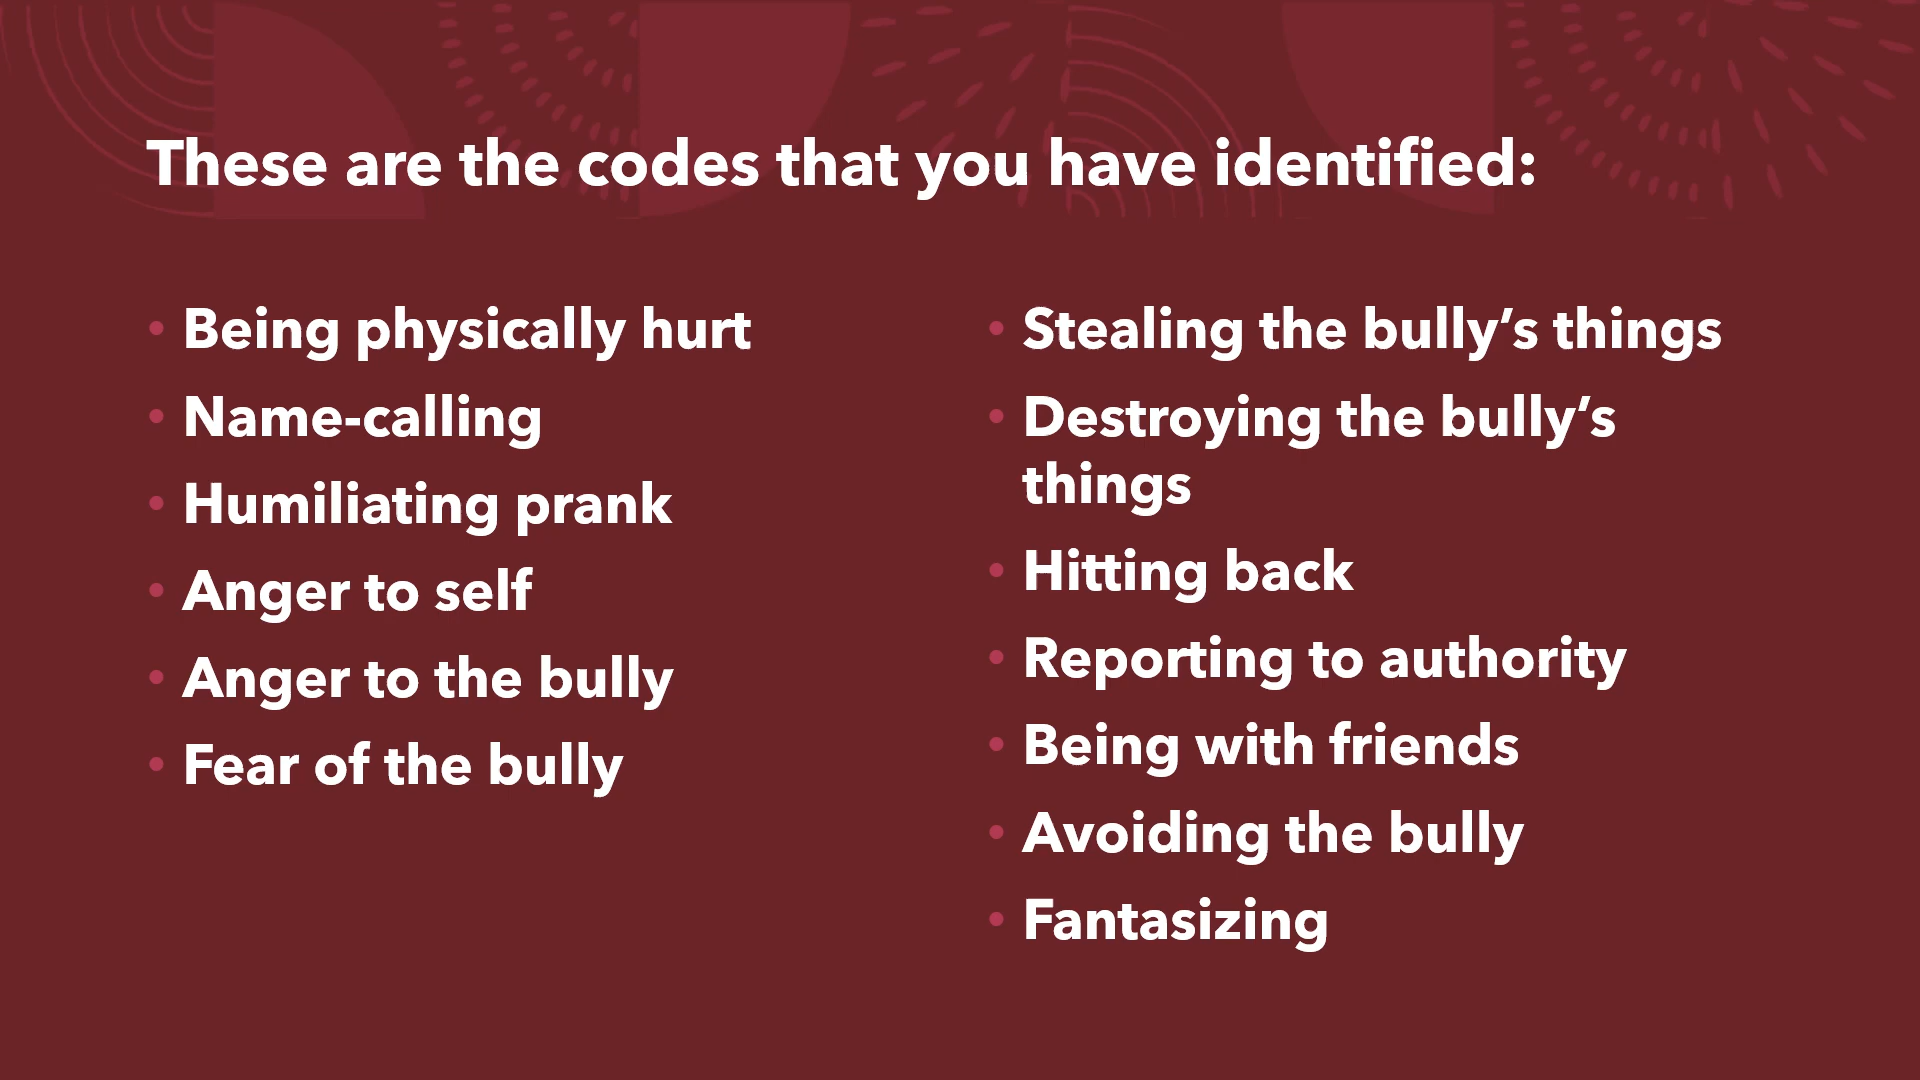 These are the codes that you have identified:
• Being physically hurt
• Name-calling
• Humiliating prank
• Anger to self
• Anger to the bully
• Fear of the bully
• Stealing the bully’s things
• Destroying the bully’s
things
• Hitting back
• Reporting to authority
• Being with friends
• Avoiding the bully
• Fantasizing